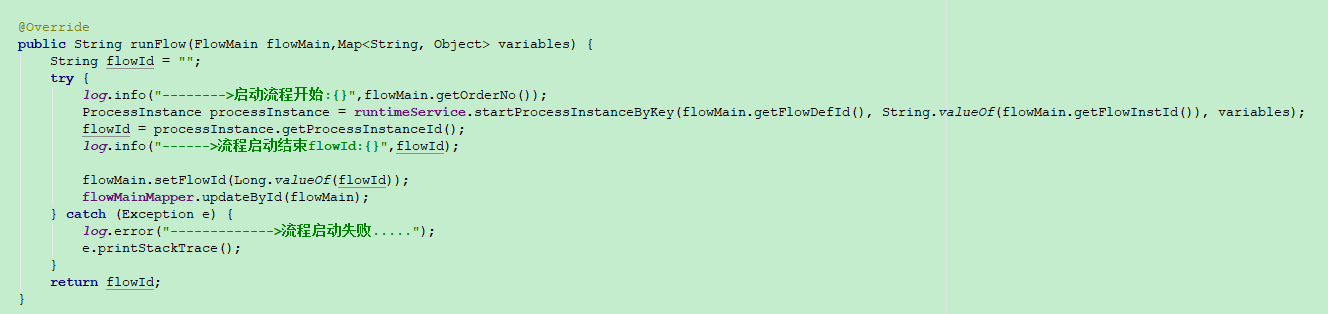 @Override
public String runFlow(FlowMain flowMain,Map<String, Object> variables) {
String flowId = "";
try {
log.info("-------->启动流程开始:{}",flowMain.getOrderNo());
ProcessInstance processInstance = runtimeService.startProcessInstanceByKey(flowMain.getFlowDefId(), String.valueOf(flowMain.getFlowInstId()), variables);
flowId = processInstance.getProcessInstanceId();
log.info("------>流程启动结束flowId:{}",flowId);
flowMain.setFlowId(Long.valueOf(flowId));
flowMainMapper.updateById(flowMain);
} catch (Exception e) {
log.error("------------->流程启动失败.....");
e.printStackTrace();
}
return flowId;
}